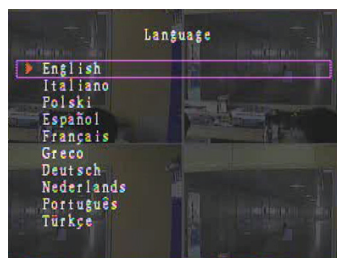 Language
English
Italiano
Polski
Español
Français
Greco
Deutsch
Nederlands
Português
Türkçe